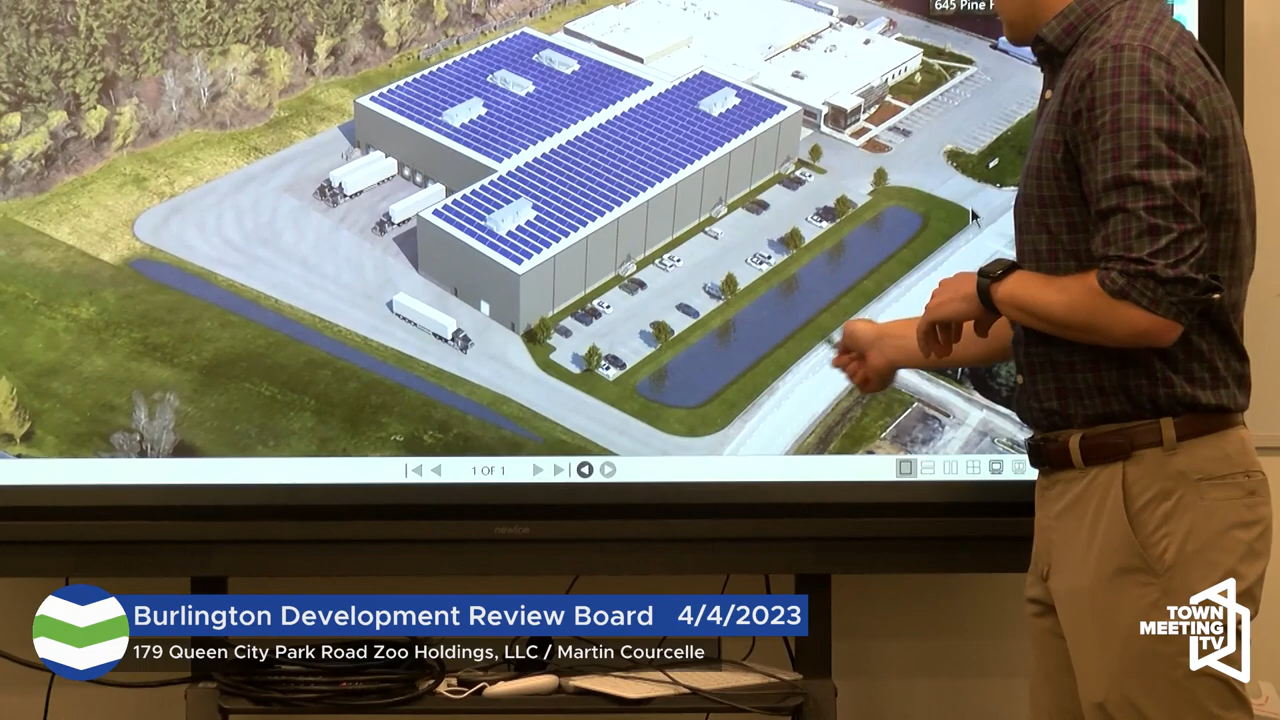 645 Pine
1 OF 1
newline
Burlington Development Review Board 4/4/2023
179 Queen City Park Road Zoo Holdings, LLC / Martin Courcelle
TOWN
MEETING
TV